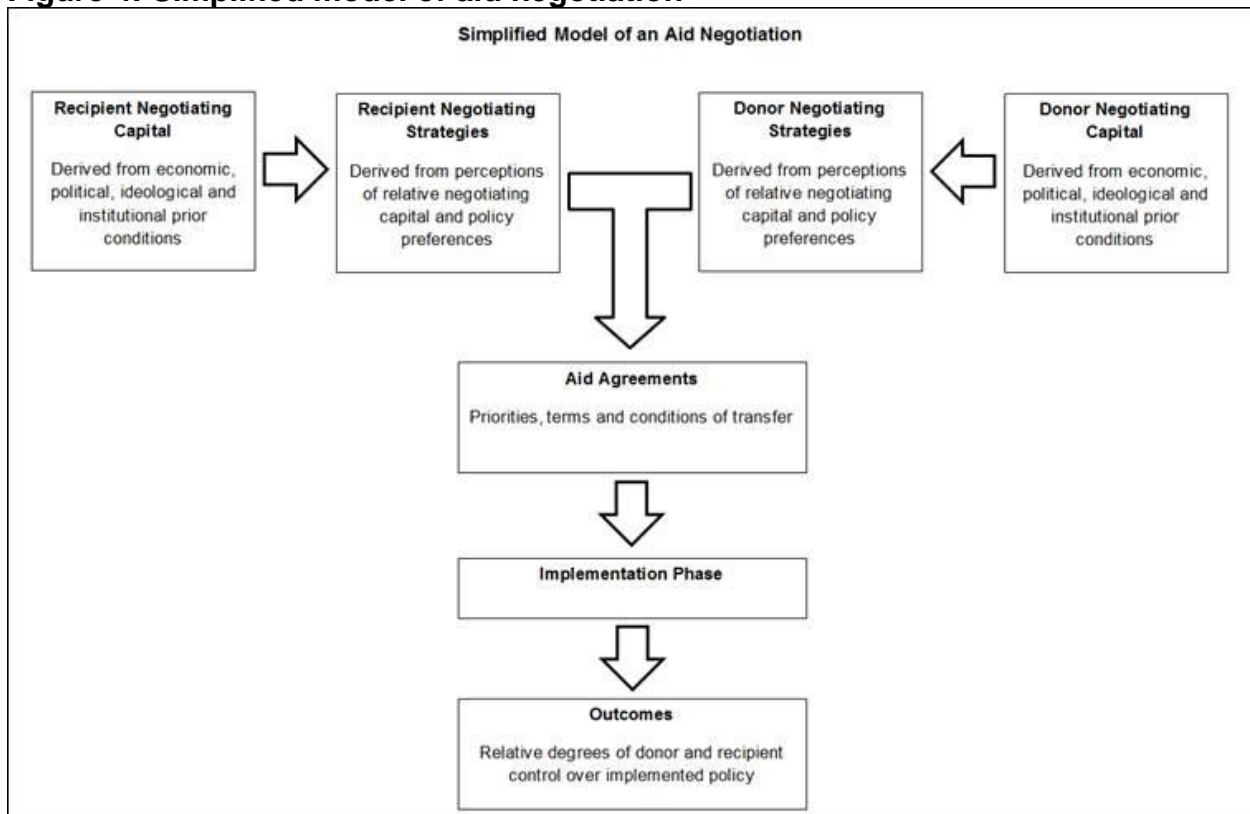 Simplified Model of an Aid Negotiation
Recipient Negotiating
Capital
Derived from economic,
political, ideological and
institutional prior
conditions
Recipient Negotiating
Strategies
Derived from perceptions
of relative negotiating
capital and policy
preferences
Donor Negotiating
Strategies
Derived from perceptions
of relative negotiating
capital and policy
preferences
Donor Negotiating
Capital
Derived from economic,
political, ideological and
institutional prior
conditions
Aid Agreements
Priorities, terms and conditions of transfer
Implementation Phase
Outcomes
Relative degrees of donor and recipient
control over implemented policy